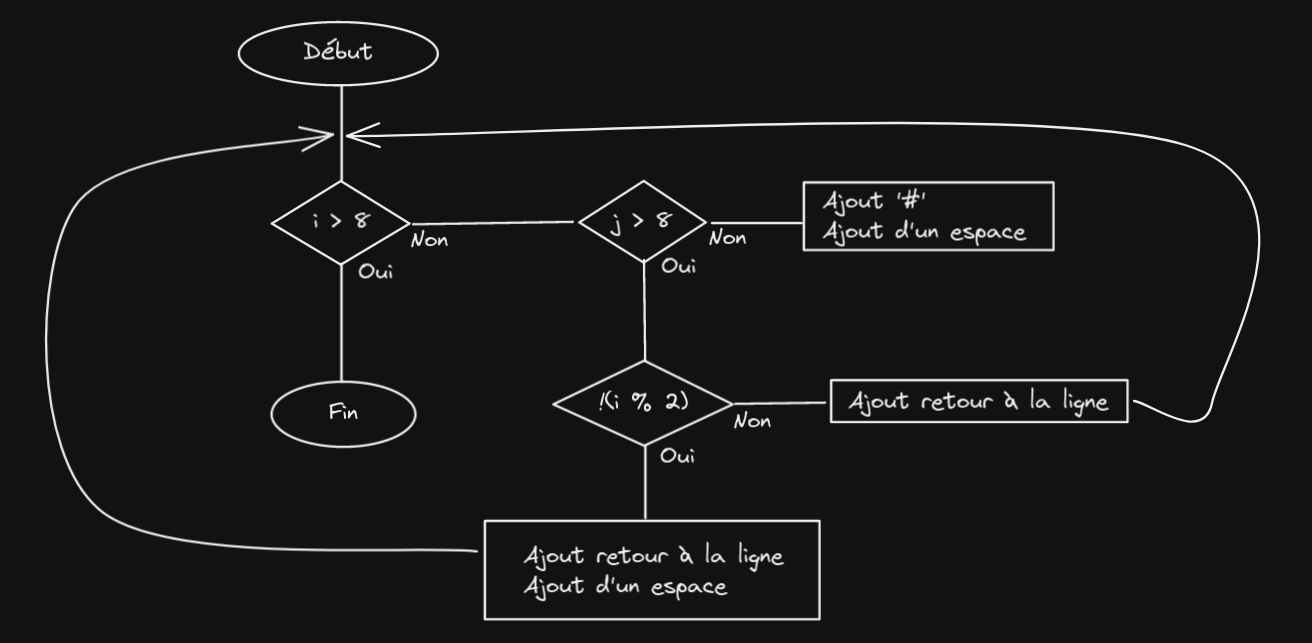 Début
i > 8
Non
Oui
j > 8
Non
Oui
Ajout '#'
Ajout d'un espace
Fin
!(i % 2)
Non
Oui
Ajout retour à la ligne
Ajout retour à la ligne
Ajout d'un espace